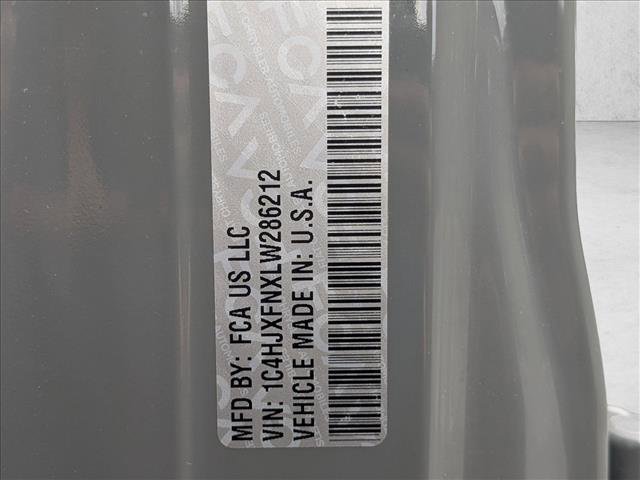 MFD BY: FCA US LLC
VIN: 1C4HJXFNXLW286212
VEHICLE MADE IN: U.S.A.